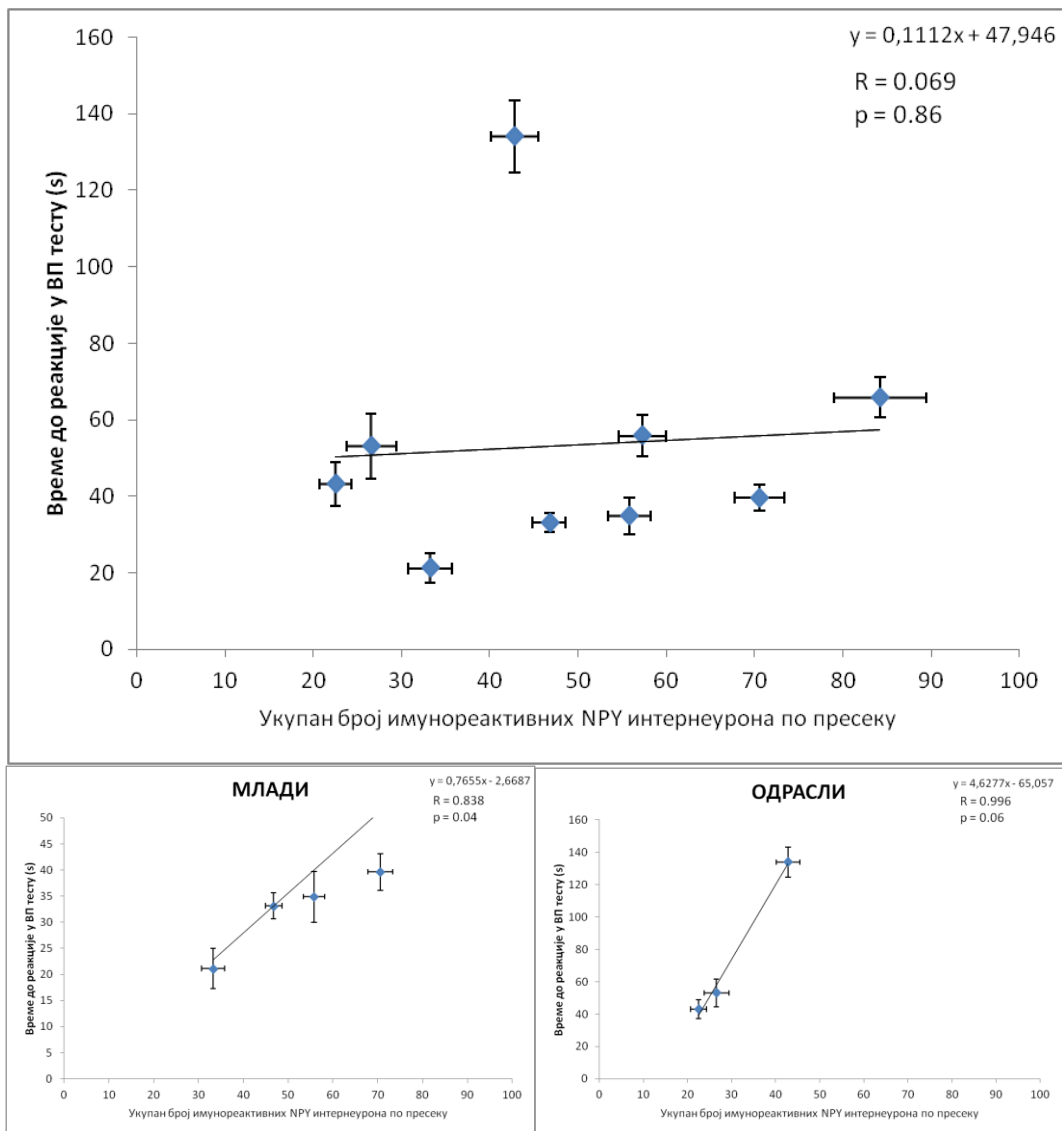 y = 0,1112x + 47,946
R = 0.069
p = 0.86
160
140
120
100
80
60
40
20
0
Време до реакције у ВП тесту (s)
0 10 20 30 40 50 60 70 80 90 100
Укупан број имунореактивних NPY интернеурона по пресеку
МЛАДИ
y = 0,7655x - 2,6687
R = 0.838
p = 0.04
50
45
40
35
30
25
20
15
10
5
0
Време до реакције у ВП тесту (s)
0 10 20 30 40 50 60 70 80 90 100
Укупан број имунореактивних NPY интернеурона по пресеку
ОДРАСЛИ
y = 4,6277x - 65,057
R = 0.996
p = 0.06
160
140
120
100
80
60
40
20
0
Време до реакције у ВП тесту (s)
0 10 20 30 40 50 60 70 80 90 100
Укупан број имунореактивних NPY интернеурона по пресеку